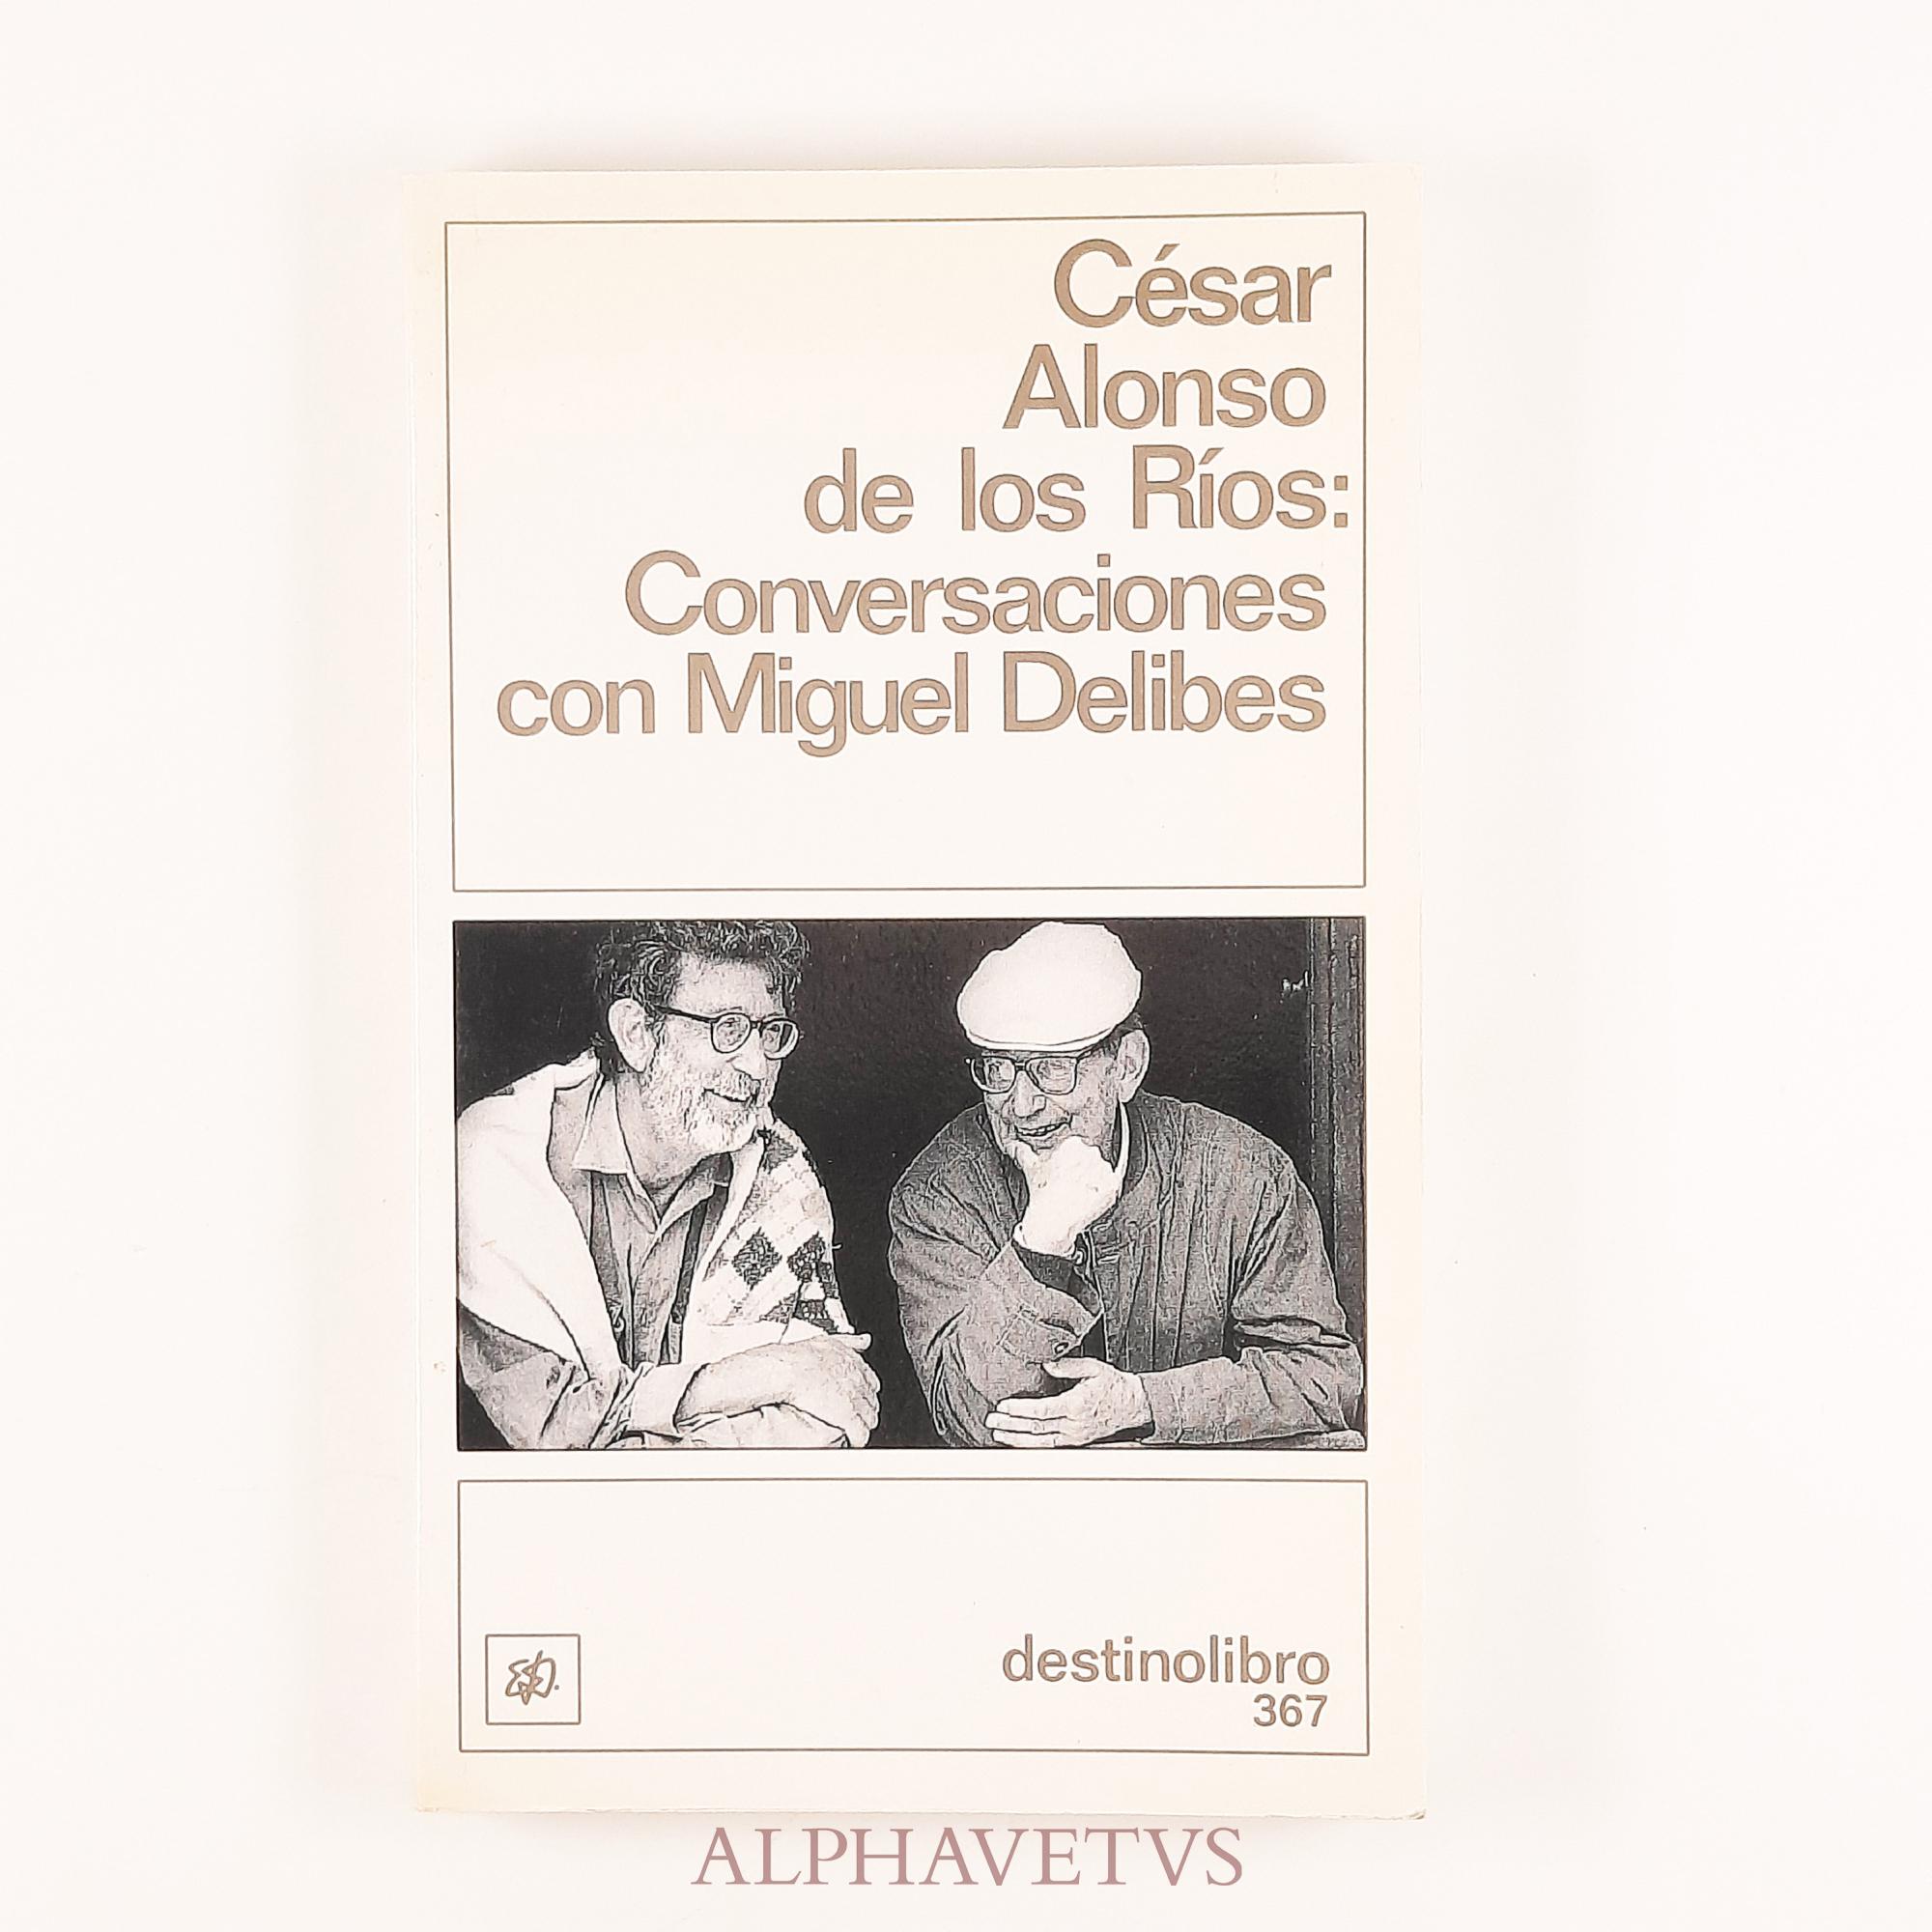 César
Alonso
de los Ríos:
Conversaciones
con Miguel Delibes
destinolibro
367
ALPHAVETVS